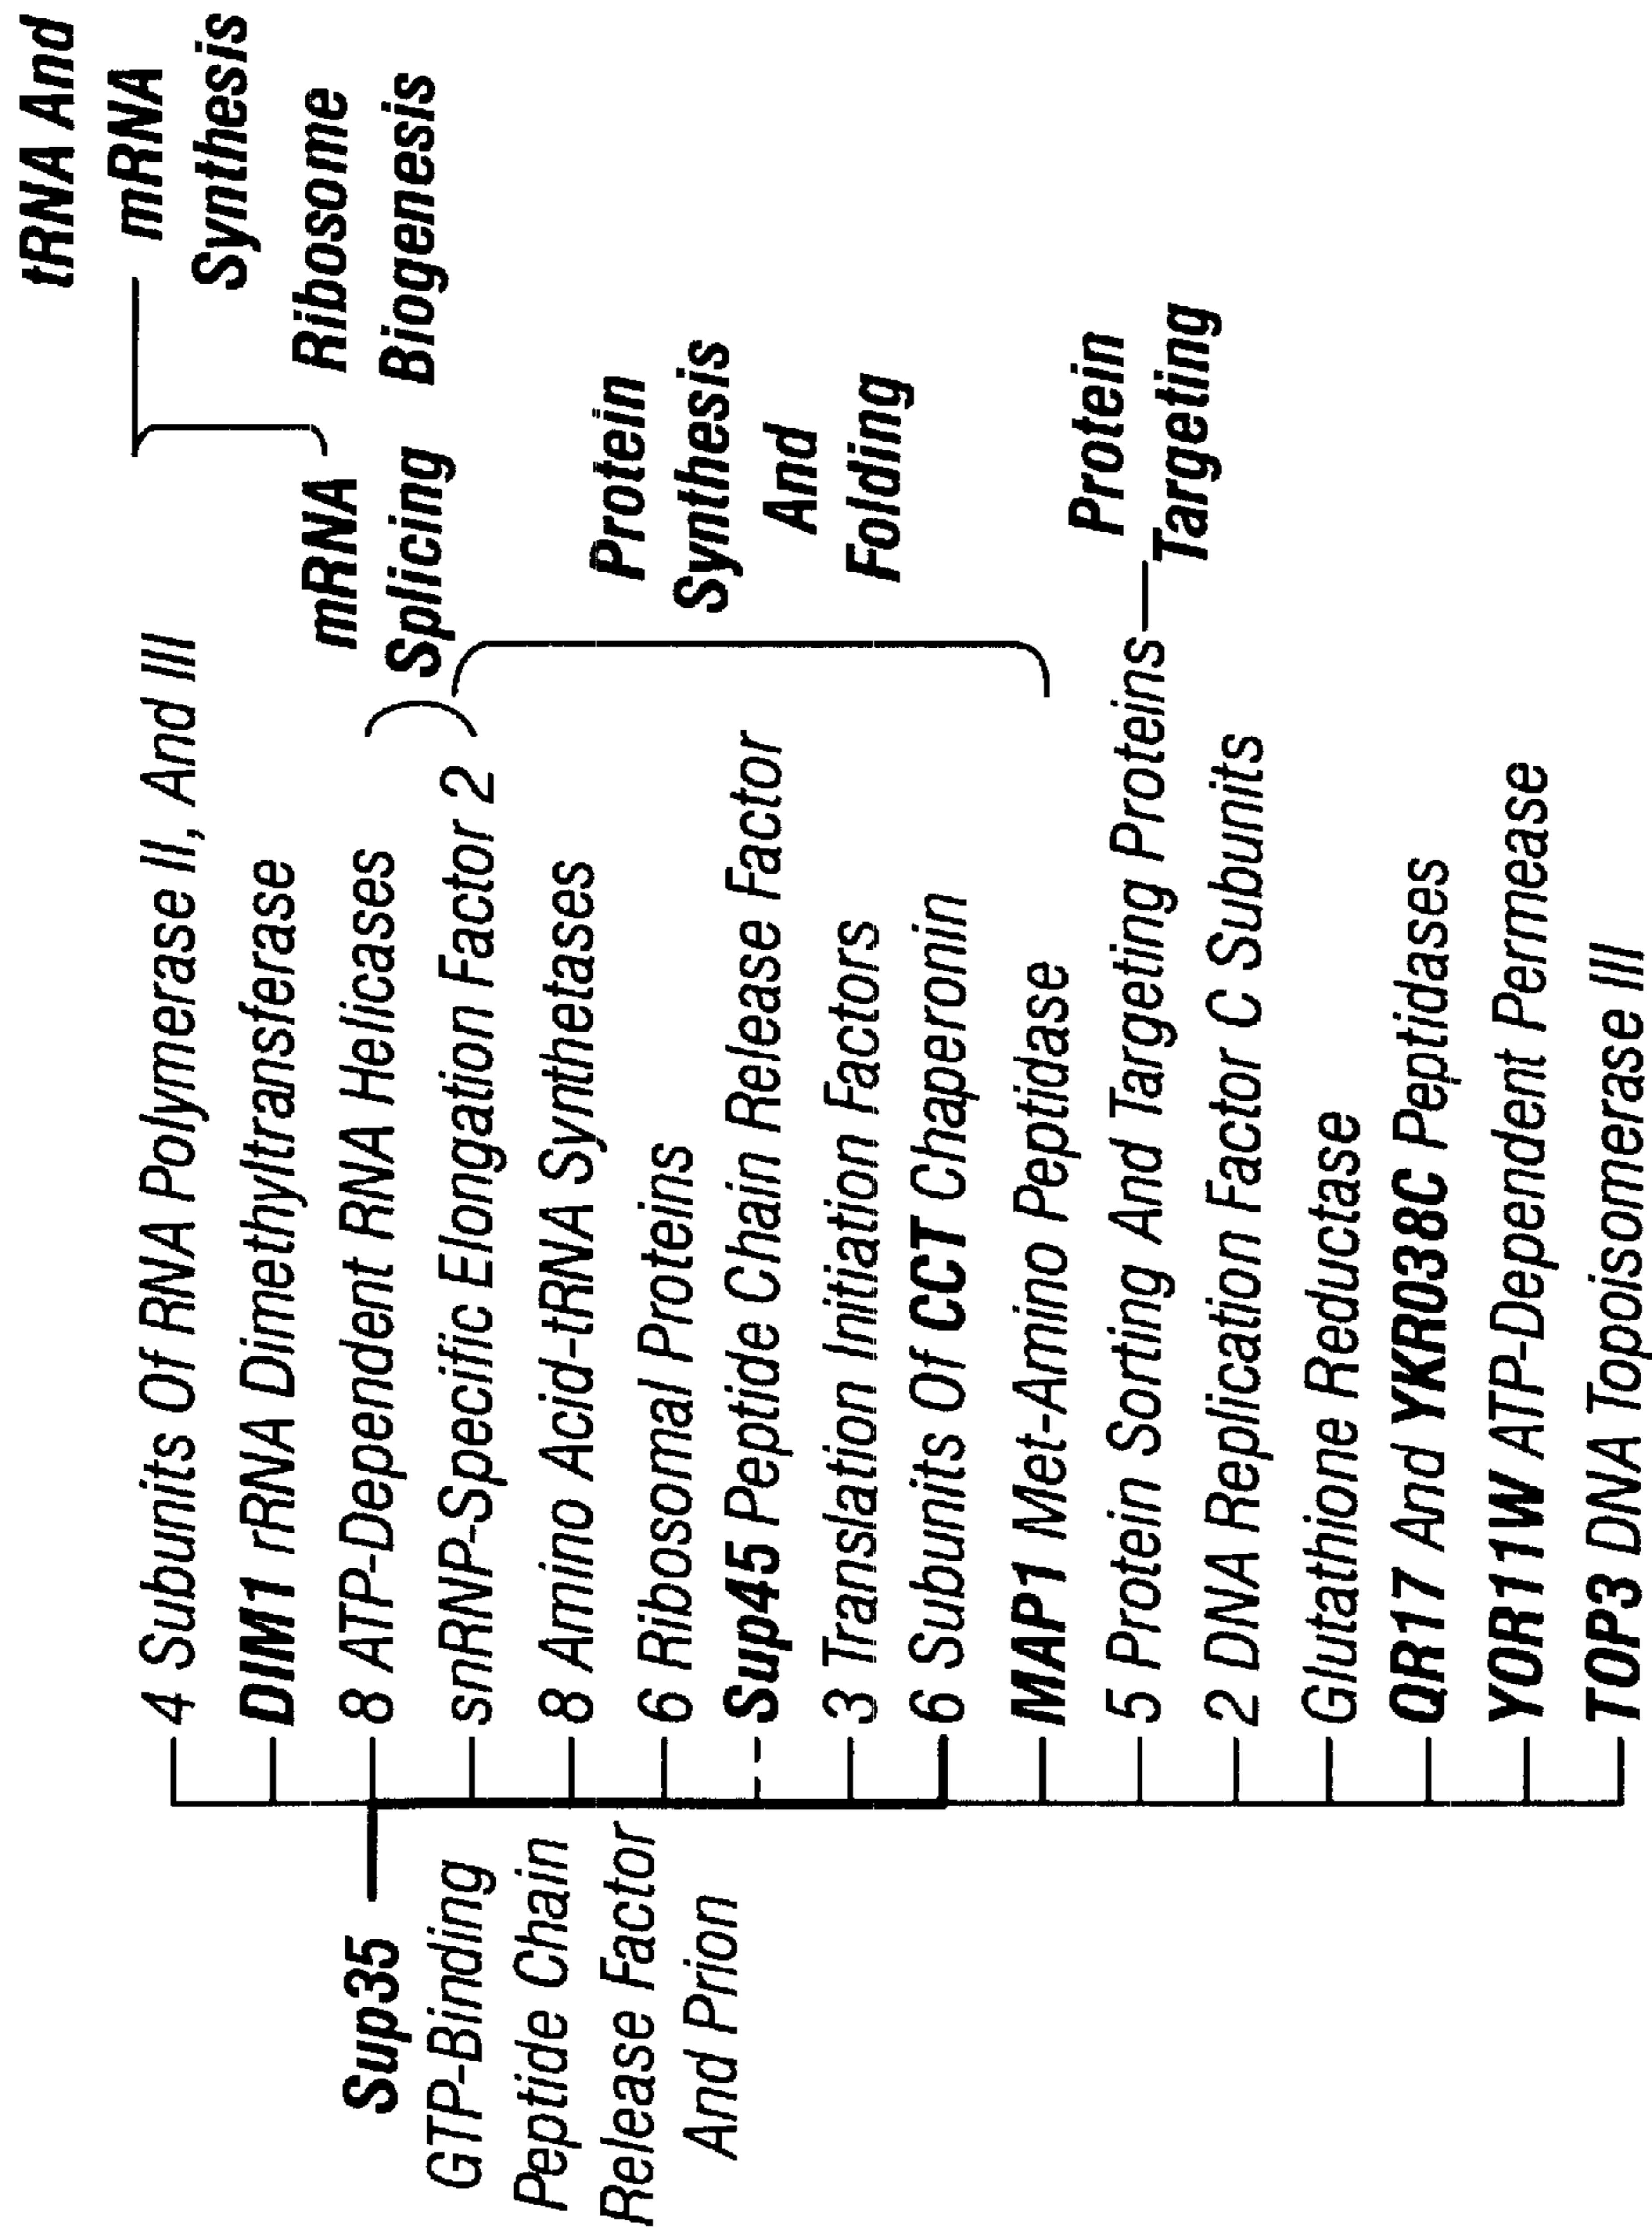 Sup35
GTP-Binding
Peptide Chain
Release Factor
And Prion
4 Subunits Of RNA Polymerase II, And III
DIM1 rRNA Dimethyltransferase
8 ATP-Dependent RNA Helicases
snRNP-Specific Elongation Factor 2
8 Amino Acid-tRNA Synthetases
6 Ribosomal Proteins
Sup45 Peptide Chain Release Factor
3 Translation Initiation Factors
6 Subunits Of CCT Chaperonin
MAP1 Met-Amino Peptidase
5 Protein Sorting And Targeting Proteins
2 DNA Replication Factor C Subunits
Glutathione Reductase
QR17 And YKR038C Peptidases
YOR11W ATP-Dependent Permease
TOP3 DNA Topoisomerase III
tRNA And
mRNA
Synthesis
Ribosome
Biogenesis
mRNA
Splicing
Protein
Synthesis
And
Folding
Protein
Targeting